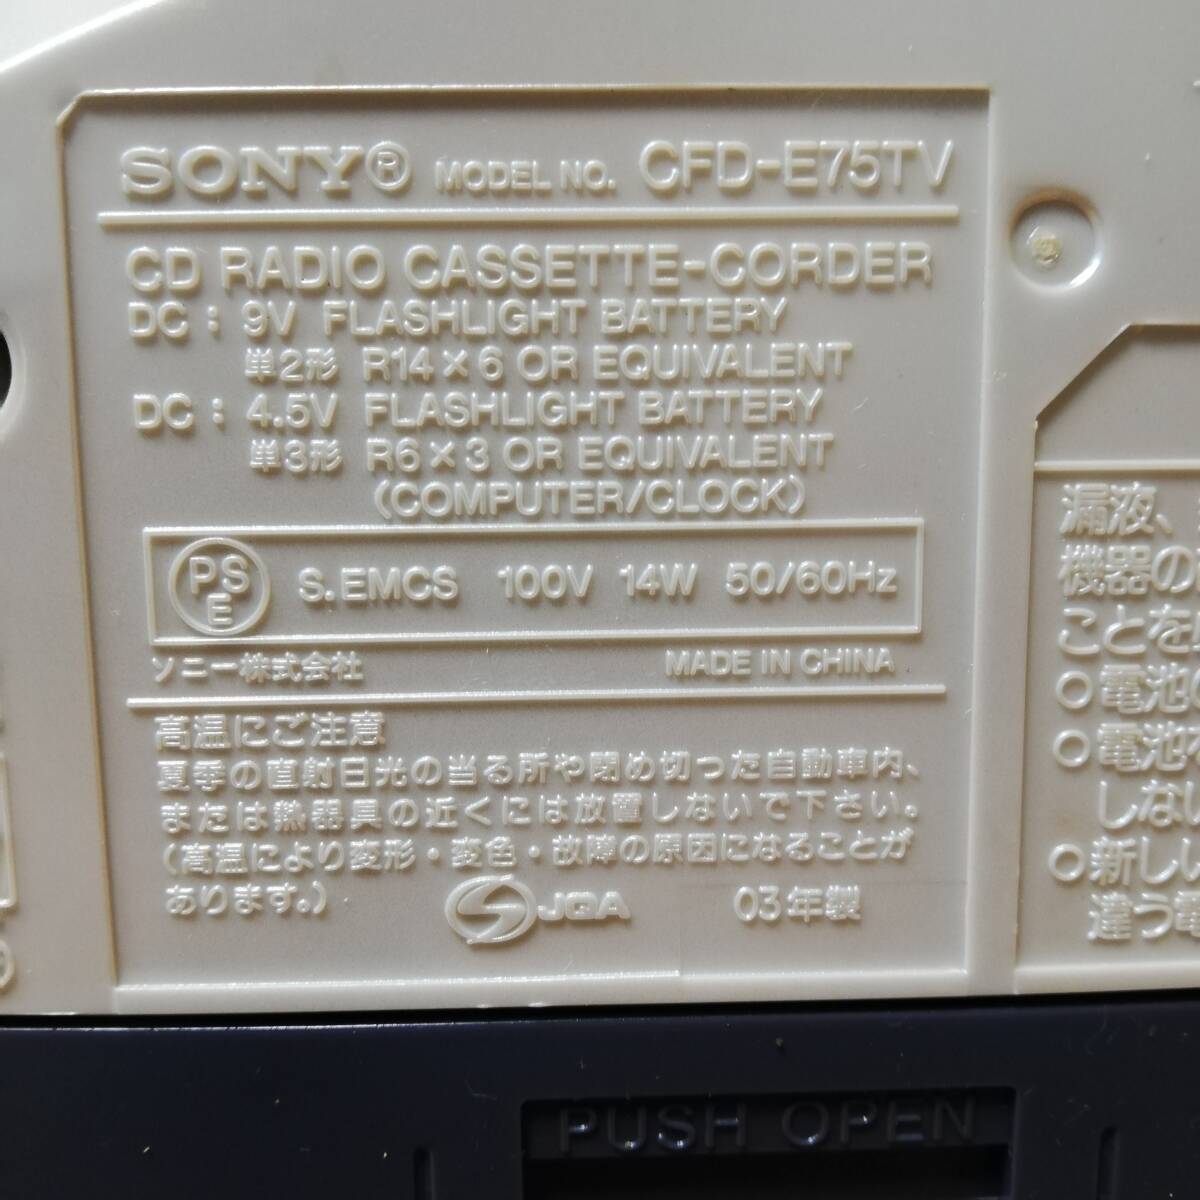 SONY® MODEL NO. CFD-E75TV
CD RADIO CASSETTE-CORDER
DC : 9V FLASHLIGHT BATTERY
単2形 R14×6 OR EQUIVALENT
DC : 4.5V FLASHLIGHT BATTERY
単3形 R6×3 OR EQUIVALENT
(COMPUTER/CLOCK)
PSE S.EMCS 100V 14W 50/60Hz
ソニー株式会社 MADE IN CHINA
高温にご注意
夏季の直射日光の当る所や閉め切った自動車内、
または熱器具の近くには放置しないで下さい。
(高温により変形・変色・故障の原因になることが
あります。)
JQA 03年製
漏液、
機器の
ことを
○電池の
○電池を
しない
○新しい
違う電
PUSH OPEN